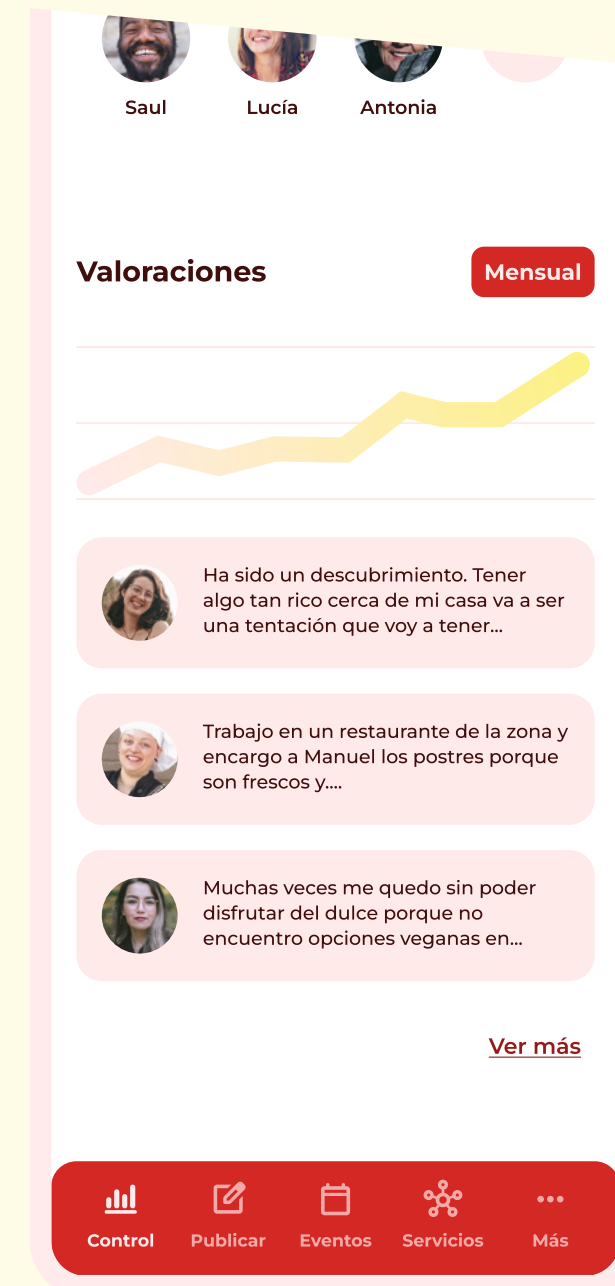 Saul
Lucía
Antonia
Valoraciones
Mensual
Ha sido un descubrimiento. Tener
algo tan rico cerca de mi casa va a ser
una tentación que voy a tener...
Trabajo en un restaurante de la zona y
encargo a Manuel los postres porque
son frescos y....
Muchas veces me quedo sin poder
disfrutar del dulce porque no
encuentro opciones veganas en...
Ver más
Control
Publicar
Eventos
Servicios
Más